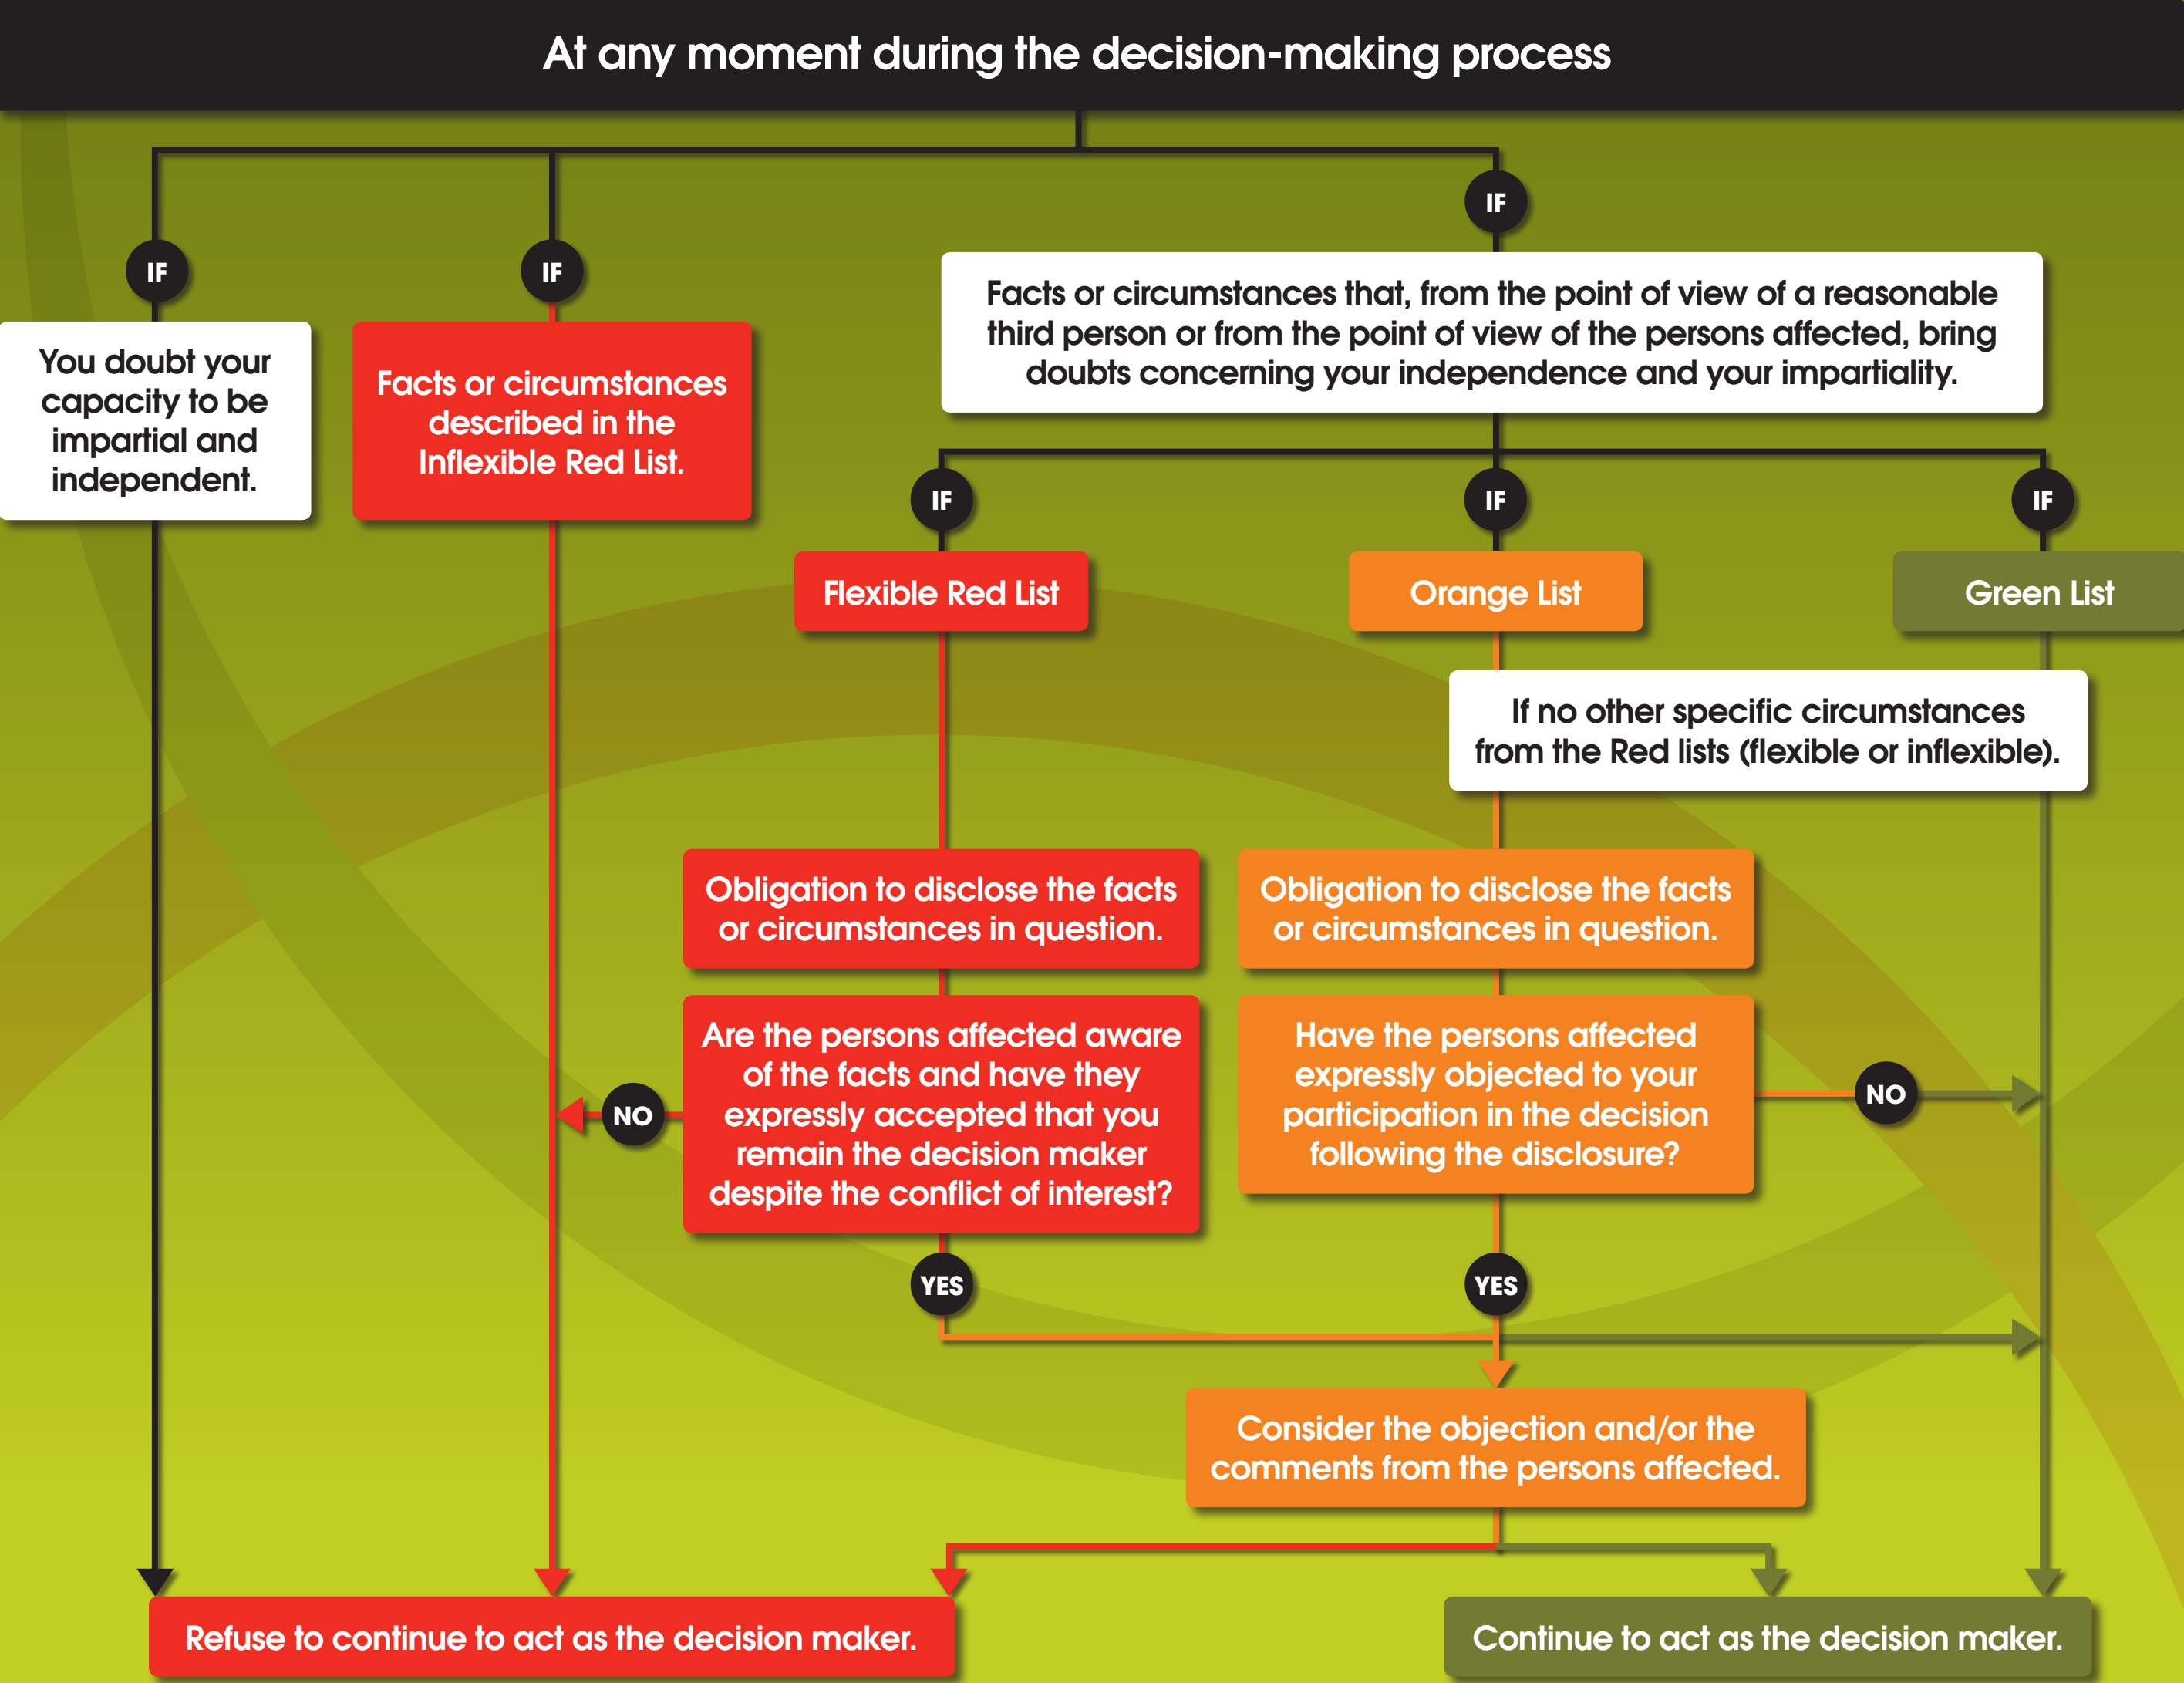 At any moment during the decision-making process
IF
IF
IF
You doubt your
capacity to be
impartial and
independent.
Facts or circumstances
described in the
Inflexible Red List.
Facts or circumstances that, from the point of view of a reasonable
third person or from the point of view of the persons affected, bring
doubts concerning your independence and your impartiality.
IF
IF
IF
Flexible Red List
Orange List
Green List
If no other specific circumstances
from the Red lists (flexible or inflexible).
Obligation to disclose the facts
or circumstances in question.
Obligation to disclose the facts
or circumstances in question.
Are the persons affected aware
of the facts and have they
expressly accepted that you
remain the decision maker
despite the conflict of interest?
NO
Have the persons affected
expressly objected to your
participation in the decision
following the disclosure?
NO
YES
YES
Consider the objection and/or the
comments from the persons affected.
Refuse to continue to act as the decision maker.
Continue to act as the decision maker.